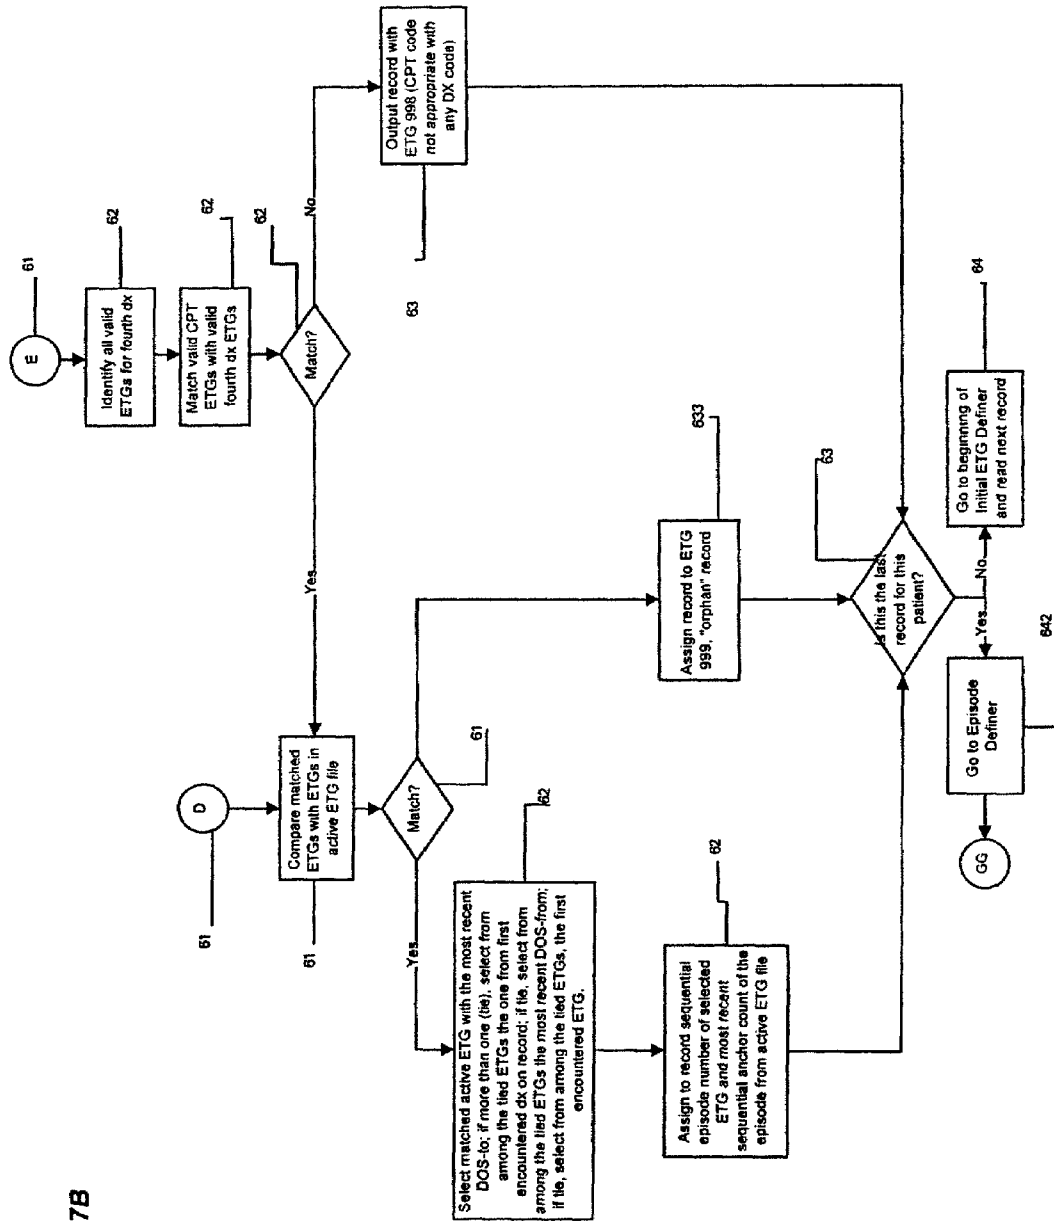 7B
E
61
Identify all valid
ETGs for fourth dx
62
Match valid CPT
ETGs with valid
fourth dx ETGs
62
Match?
62
No
Yes
Output record with
ETG 998 (CPT code
not appropriate with
any DX code)
63
D
61
Compare matched
ETGs with ETGs in
active ETG file
61
Match?
61
Yes
Select matched active ETG with the most recent
DOS-to; if more than one (tie), select from
among the tied ETGs the one from first
encountered dx on record; if tie, select from
among the tied ETGs the most recent DOS-from;
if tie, select from among the tied ETGs, the first
encountered ETG.
62
Assign to record sequential
episode number of selected
ETG and most recent
sequential anchor count of the
episode from active ETG file
62
Assign record to ETG
999, "orphan" record
633
Is this the last
record for this
patient?
63
Yes
No
Go to beginning of
Initial ETG Definer
and read next record
64
Go to Episode
Definer
642
GG